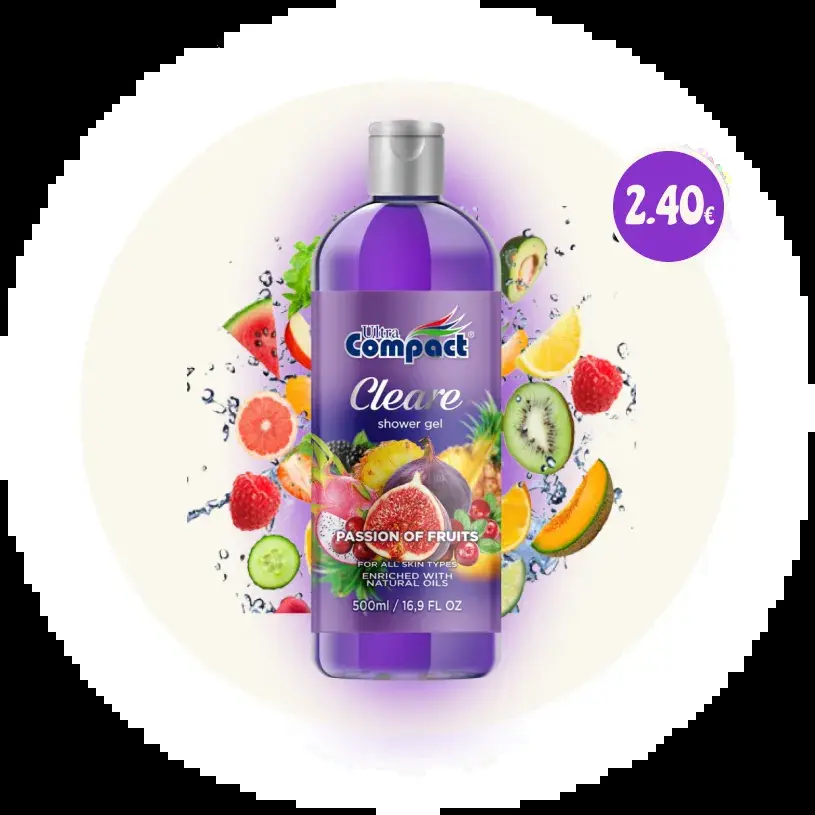 2.40€
Ultra
Compact®
Cleare
shower gel
PASSION OF FRUITS
FOR ALL SKIN TYPES
ENRICHED WITH
NATURAL OILS
500ml / 16,9 FL OZ